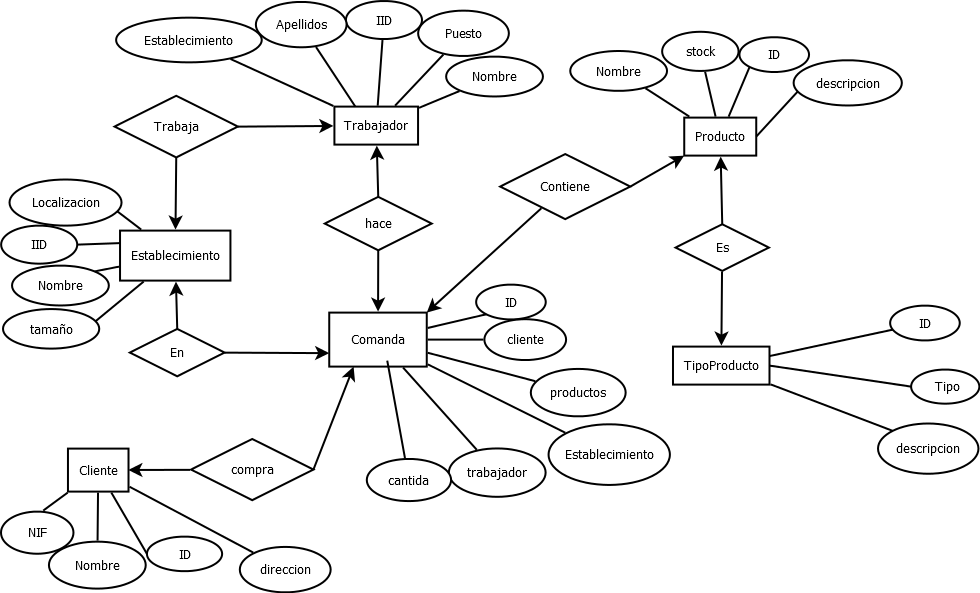 Apellidos
IID
Puesto
Establecimiento
Nombre
stock
ID
Nombre
descripcion
Trabaja
Trabajador
Producto
Contiene
Localizacion
hace
IID
Establecimiento
Es
Nombre
tamaño
ID
ID
En
Comanda
cliente
TipoProducto
productos
Tipo
Establecimiento
descripcion
Cliente
compra
cantida
trabajador
NIF
ID
Nombre
direccion